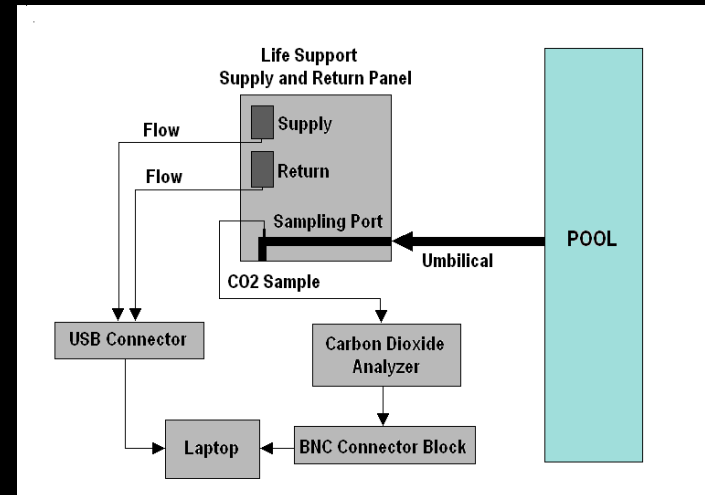 Life Support
Supply and Return Panel
Flow
Supply
Flow
Return
Sampling Port
POOL
Umbilical
CO2 Sample
USB Connector
Carbon Dioxide
Analyzer
Laptop
BNC Connector Block